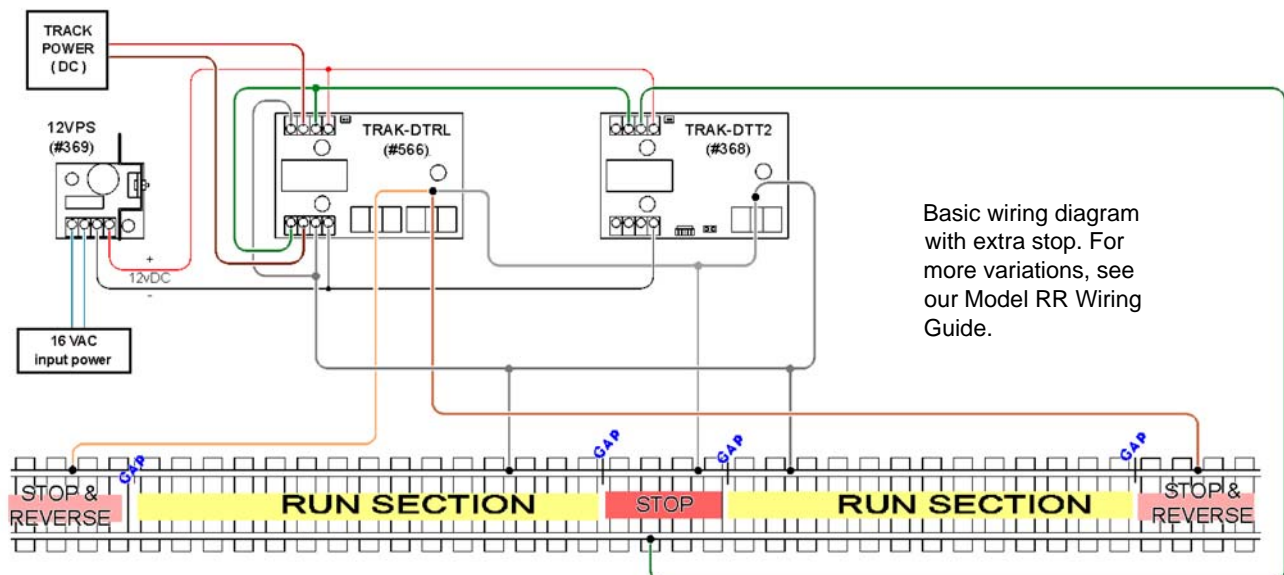 TRACK
POWER
(DC)
12VPS
(#369)
+
12vDC
-
16 VAC
input power
TRAK-DTRL
(#566)
TRAK-DTT2
(#368)
Basic wiring diagram
with extra stop. For
more variations, see
our Model RR Wiring
Guide.
GAP
GAP
GAP
GAP
STOP &
REVERSE
RUN SECTION
STOP
RUN SECTION
STOP &
REVERSE